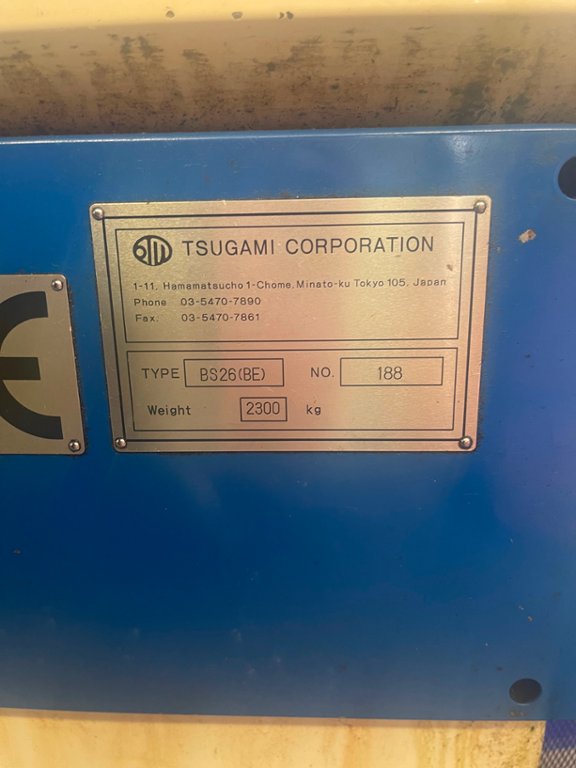 TSUGAMI CORPORATION
1-11, Hamamatsucho 1-Chome, Minato-ku Tokyo 105, Japan
Phone 03-5470-7890
Fax. 03-5470-7861
TYPE BS26(BE) NO. 188
Weight 2300 kg
CE